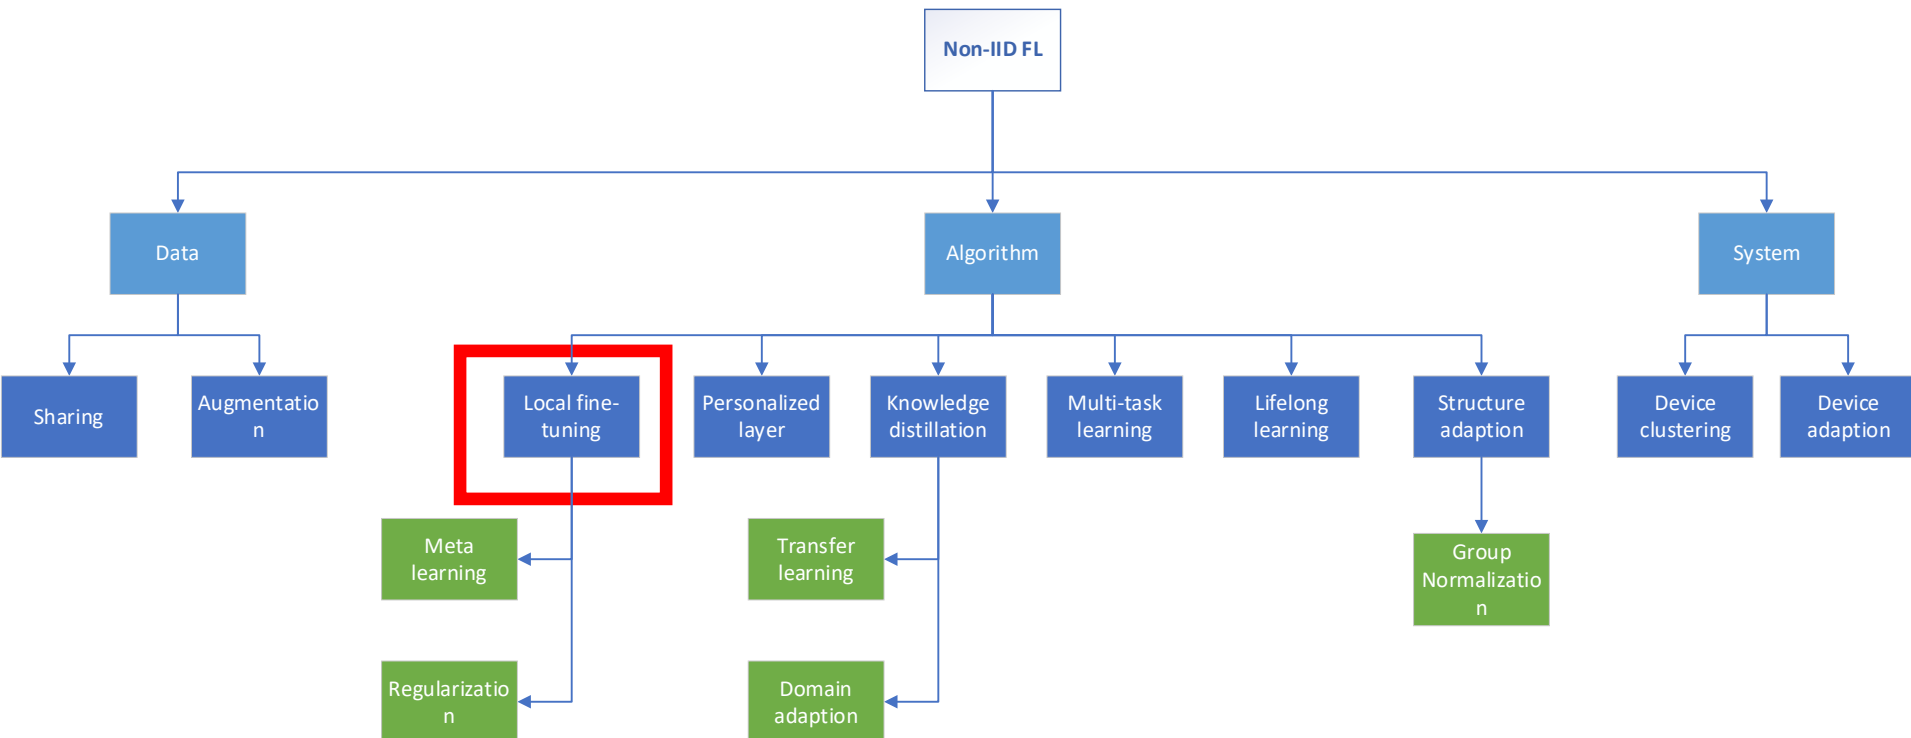 Non-IID FL
Data
Algorithm
System
Sharing
Augmentatio
n
Local fine-
tuning
Personalized
layer
Knowledge
distillation
Multi-task
learning
Lifelong
learning
Structure
adaption
Device
clustering
Device
adaption
Meta
learning
Transfer
learning
Group
Normalizatio
n
Regularizatio
n
Domain
adaption